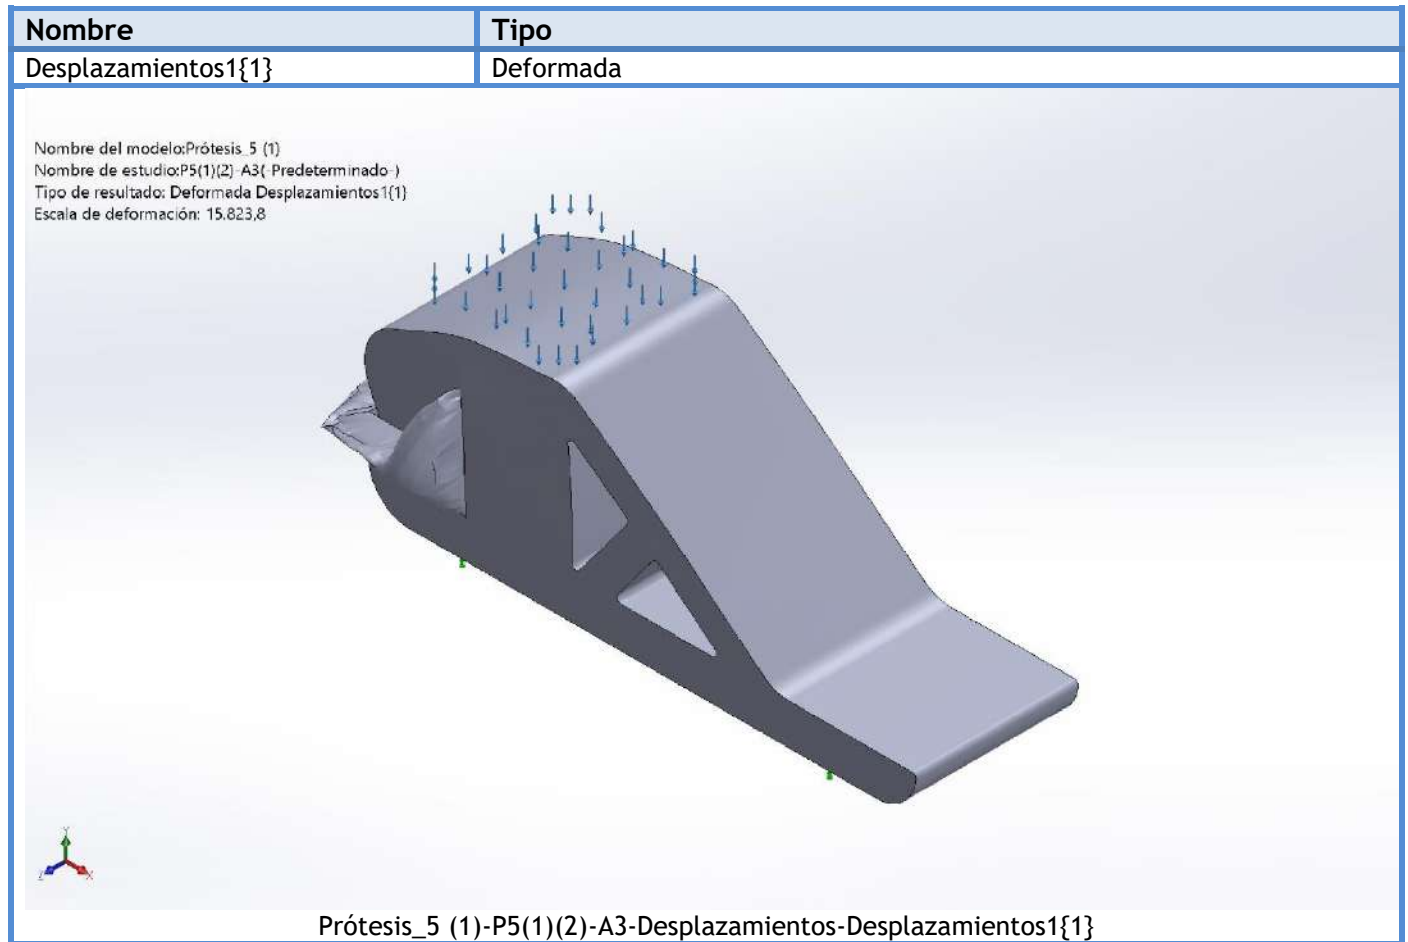 Nombre Tipo
Desplazamientos1{1} Deformada
Nombre del modelo:Prótesis_5 (1)
Nombre de estudio:P5(1)(2)-A3(-Predeterminado-)
Tipo de resultado: Deformada Desplazamientos1{1}
Escala de deformación: 15.823,8
Y
Z X
Prótesis_5 (1)-P5(1)(2)-A3-Desplazamientos-Desplazamientos1{1}